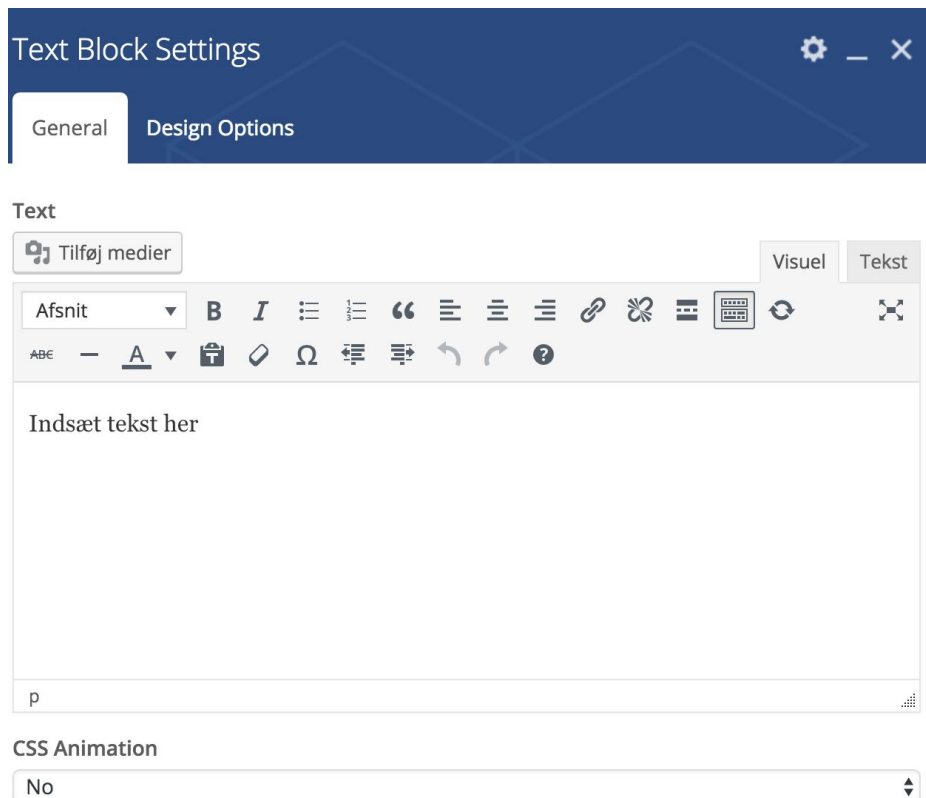 Text Block Settings
General Design Options
Text
Tilføj medier
Visuel Tekst
Afsnit B I
ABC A Ω
Indsæt tekst her
p
CSS Animation
No